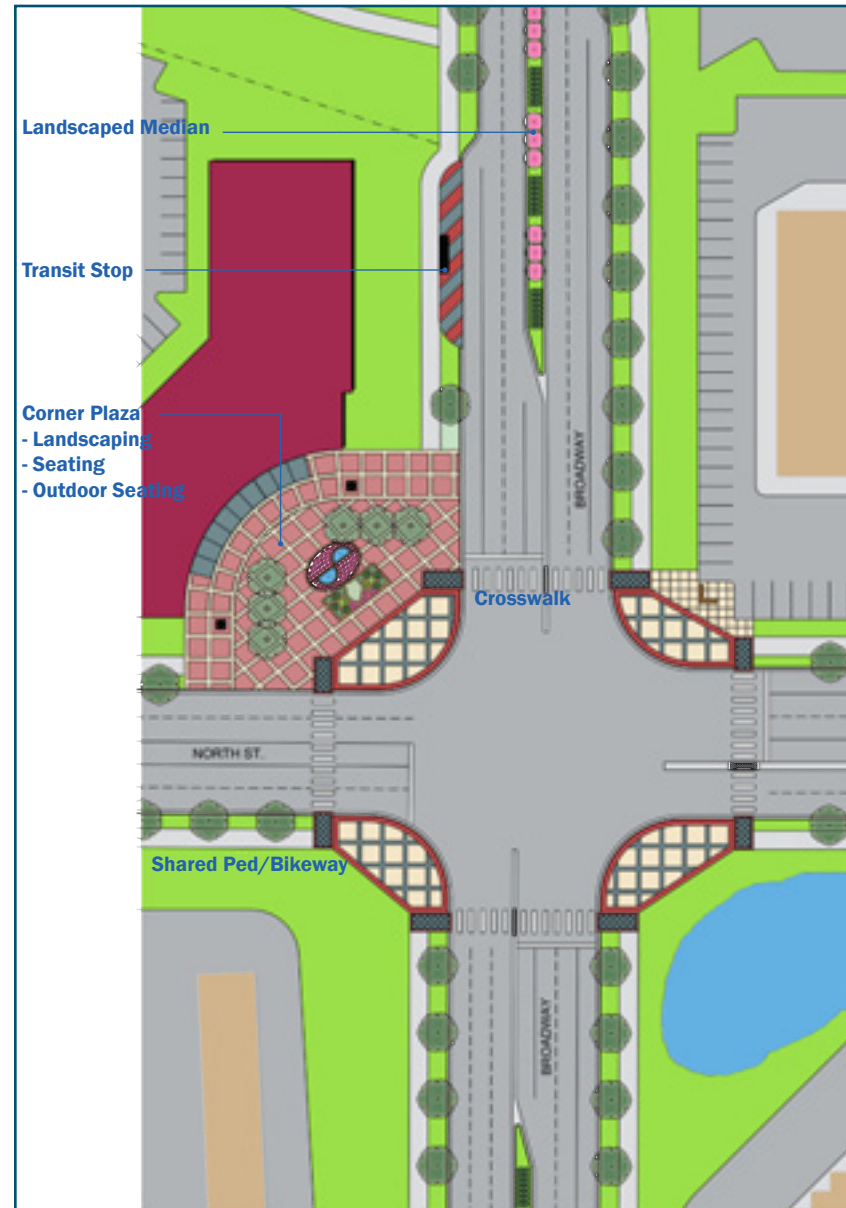 Landscaped Median
Transit Stop
Corner Plaza
- Landscaping
- Seating
- Outdoor Seating
BROADWAY
Crosswalk
NORTH ST.
Shared Ped/Bikeway
BROADWAY